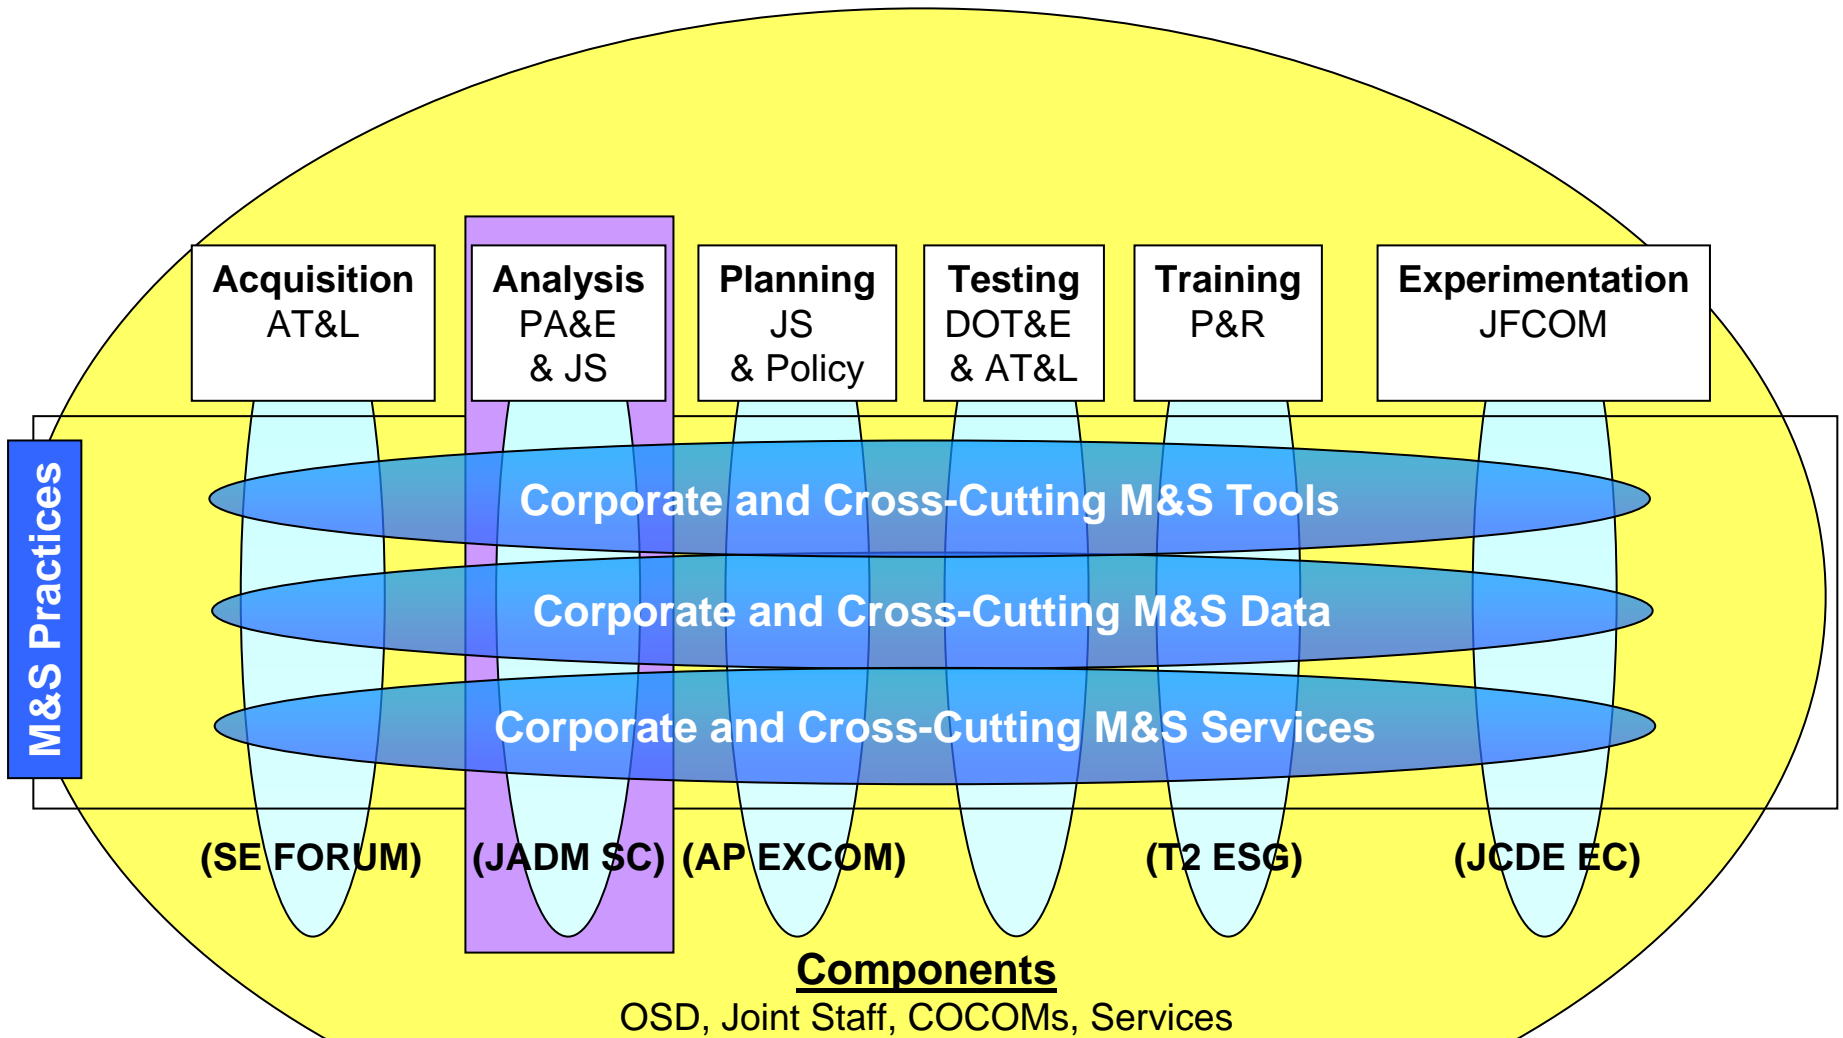 Acquisition
AT&L
Analysis
PA&E
& JS
Planning
JS
& Policy
Testing
DOT&E
& AT&L
Training
P&R
Experimentation
JFCOM
M&S Practices
Corporate and Cross-Cutting M&S Tools
Corporate and Cross-Cutting M&S Data
Corporate and Cross-Cutting M&S Services
(SE FORUM)
(JADM SC)
(AP EXCOM)
(T2 ESG)
(JCDE EC)
Components
OSD, Joint Staff, COCOMs, Services